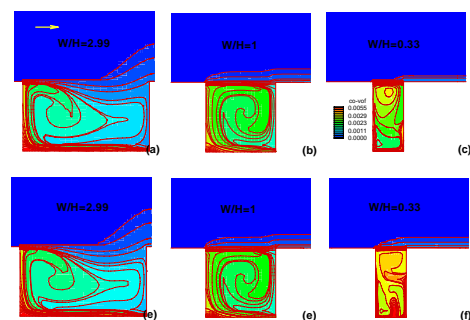 W/H=2.99
W/H=1
W/H=0.33
co-vol
0.0055
0.0029
0.0023
0.0011
0.0000
(a)
(b)
(c)
W/H=2.99
W/H=1
W/H=0.33
(e)
(e)
(f)